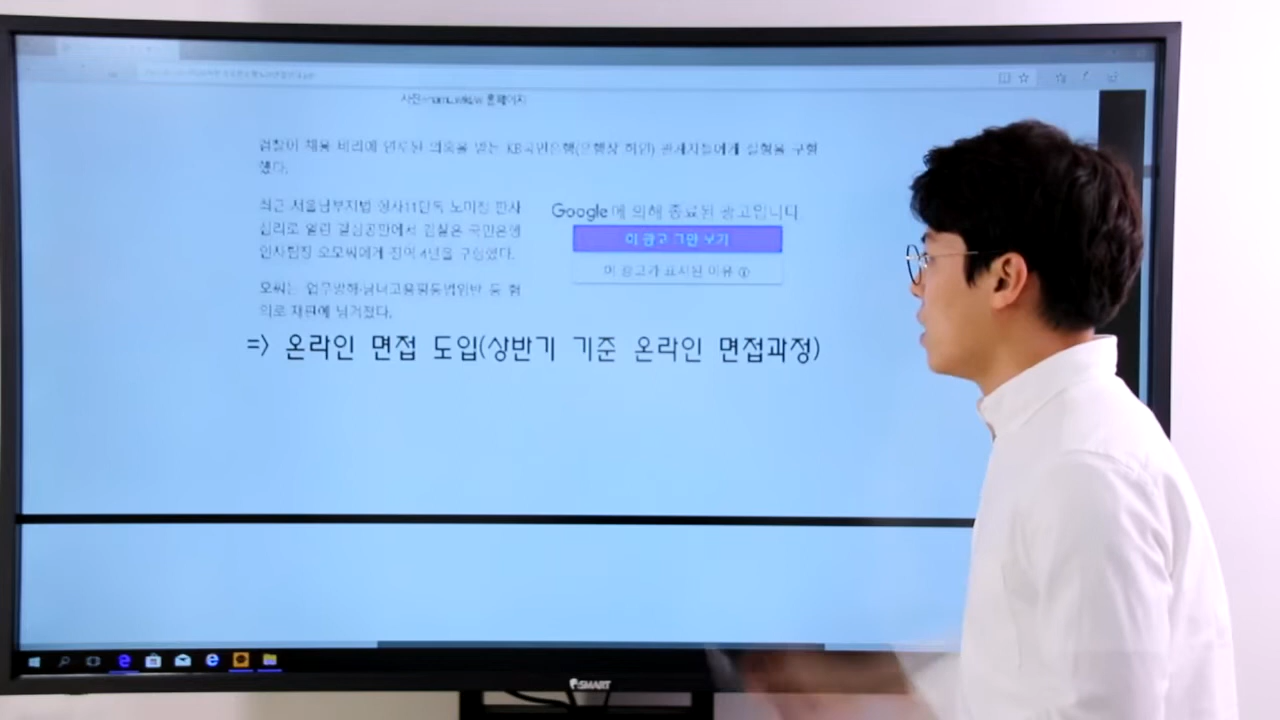 사진=namu.wiki/w 홈페이지
검찰이 채용 비리에 연루된 의혹을 받는 KB국민은행(은행장 허인) 관계자들에게 실형을 구형
했다.
최근 서울남부지법 형사11단독 노미정 판사
심리로 열린 결심공판에서 검찰은 국민은행
인사팀장 오모씨에게 징역 4년을 구형했다.
오씨는 업무방해·남녀고용평등법위반 등 혐
의로 재판에 넘겨졌다.
Google에 의해 종료된 광고입니다.
이 광고 그만 보기
이 광고가 표시된 이유 ⓘ
=> 온라인 면접 도입(상반기 기준 온라인 면접과정)
SMART